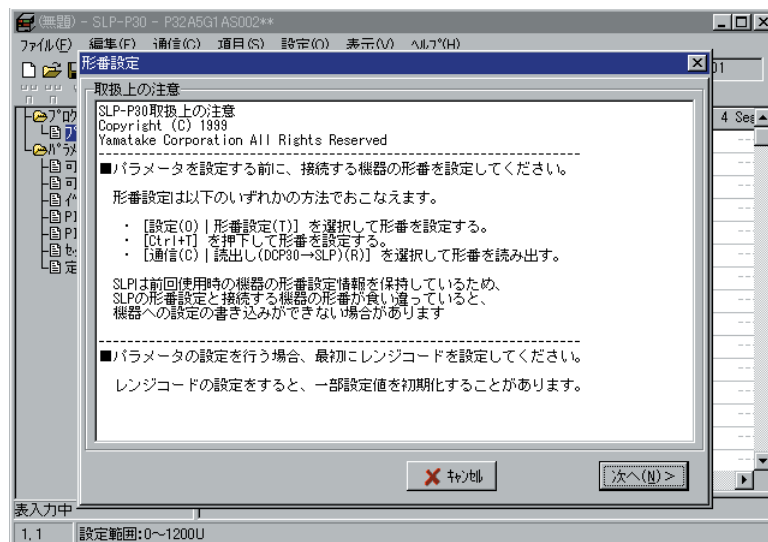 (無題) - SLP-P30 - P32A5G1AS002**
ファイル(F) 編集(E) 通信(C) 項目(S) 設定(O) 表示(V) ヘルプ(H)
形番設定
01
取扱上の注意
SLP-P30取扱上の注意
Copyright (C) 1999
Yamatake Corporation All Rights Reserved
------------------------------------------------------------
■パラメータを設定する前に、接続する機器の形番を設定してください。
形番設定は以下のいずれかの方法でおこなえます。
・ [設定(O)|形番設定(T)] を選択して形番を設定する。
・ [Ctrl+T] を押下して形番を設定する。
・ [通信(C)|読出し(DCP30→SLP)(R)] を選択して形番を読み出す。
SLPは前回使用時の機器の形番設定情報を保持しているため、
SLPの形番設定と接続する機器の形番が食い違っていると、
機器への設定の書き込みができない場合があります
------------------------------------------------------------
■パラメータの設定を行う場合、最初にレンジコードを設定してください。
レンジコードの設定をすると、一部設定値を初期化することがあります。
4 Seg
キャンセル
次へ(N) >
表入力中
1, 1 設定範囲:0～1200U